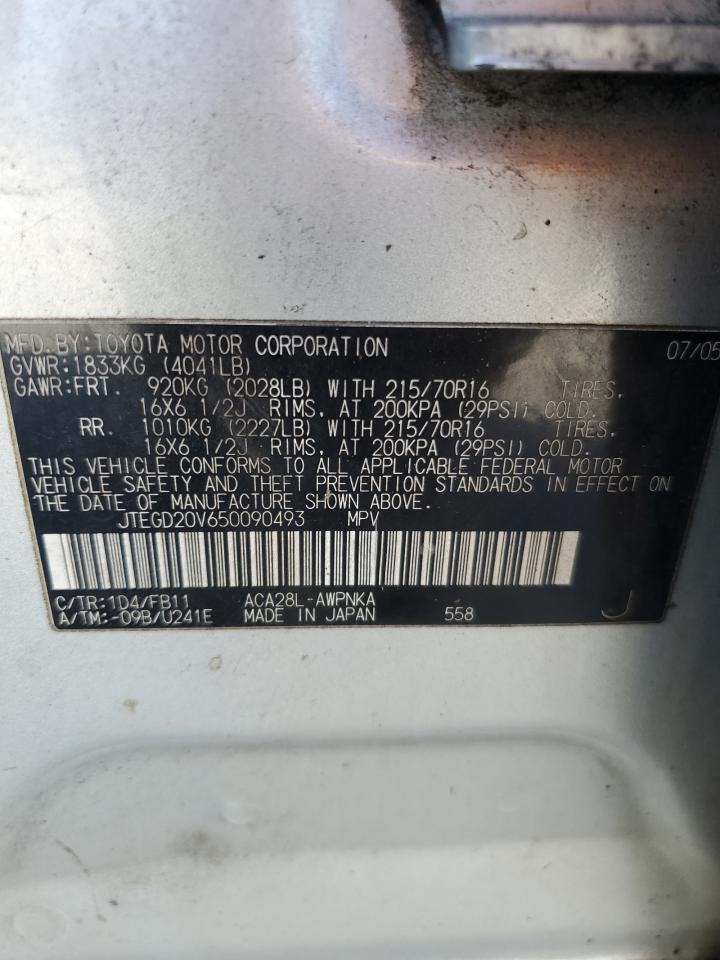 MFD.BY:TOYOTA MOTOR CORPORATION 07/05
GVWR:1833KG (4041LB)
GAWR:FRT. 920KG (2028LB) WITH 215/70R16 TIRES,
16X6 1/2J RIMS, AT 200KPA (29PSI) COLD.
RR. 1010KG (2227LB) WITH 215/70R16 TIRES,
16X6 1/2J RIMS, AT 200KPA (29PSI) COLD.
THIS VEHICLE CONFORMS TO ALL APPLICABLE FEDERAL MOTOR
VEHICLE SAFETY AND THEFT PREVENTION STANDARDS IN EFFECT ON
THE DATE OF MANUFACTURE SHOWN ABOVE.
JTEGD20V650090493 MPV
C/TR:1D4/FB11 ACA28L-AWPNKA
A/TM:-09B/U241E MADE IN JAPAN 558 J